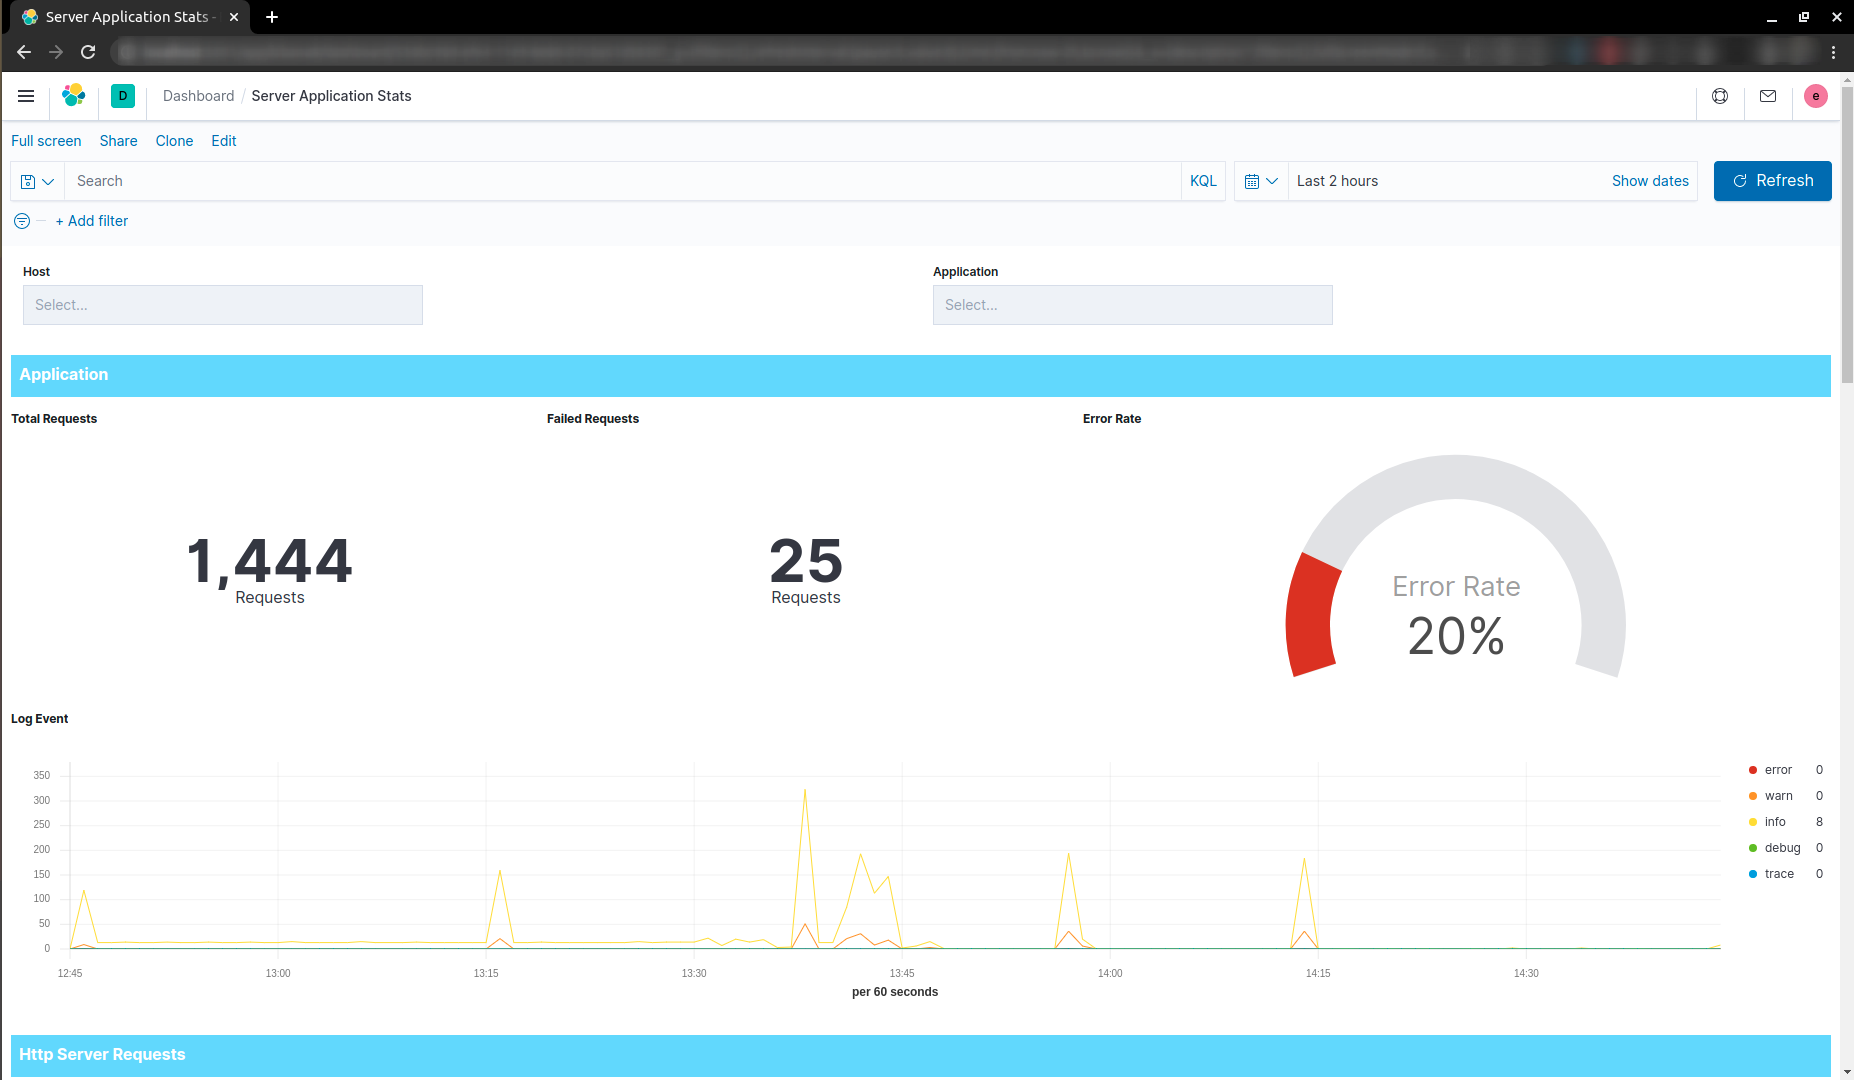 Server Application Stats -
D
Dashboard / Server Application Stats
e
Full screen Share Clone Edit
Search
KQL
Last 2 hours
Show dates
Refresh
+ Add filter
Host
Application
Select...
Select...
Application
Total Requests
Failed Requests
Error Rate
1,444
Requests
25
Requests
Error Rate
20%
Log Event
350
300
250
200
150
100
50
0
12:45 13:00 13:15 13:30 13:45 14:00 14:15 14:30
per 60 seconds
error 0
warn 0
info 8
debug 0
trace 0
Http Server Requests